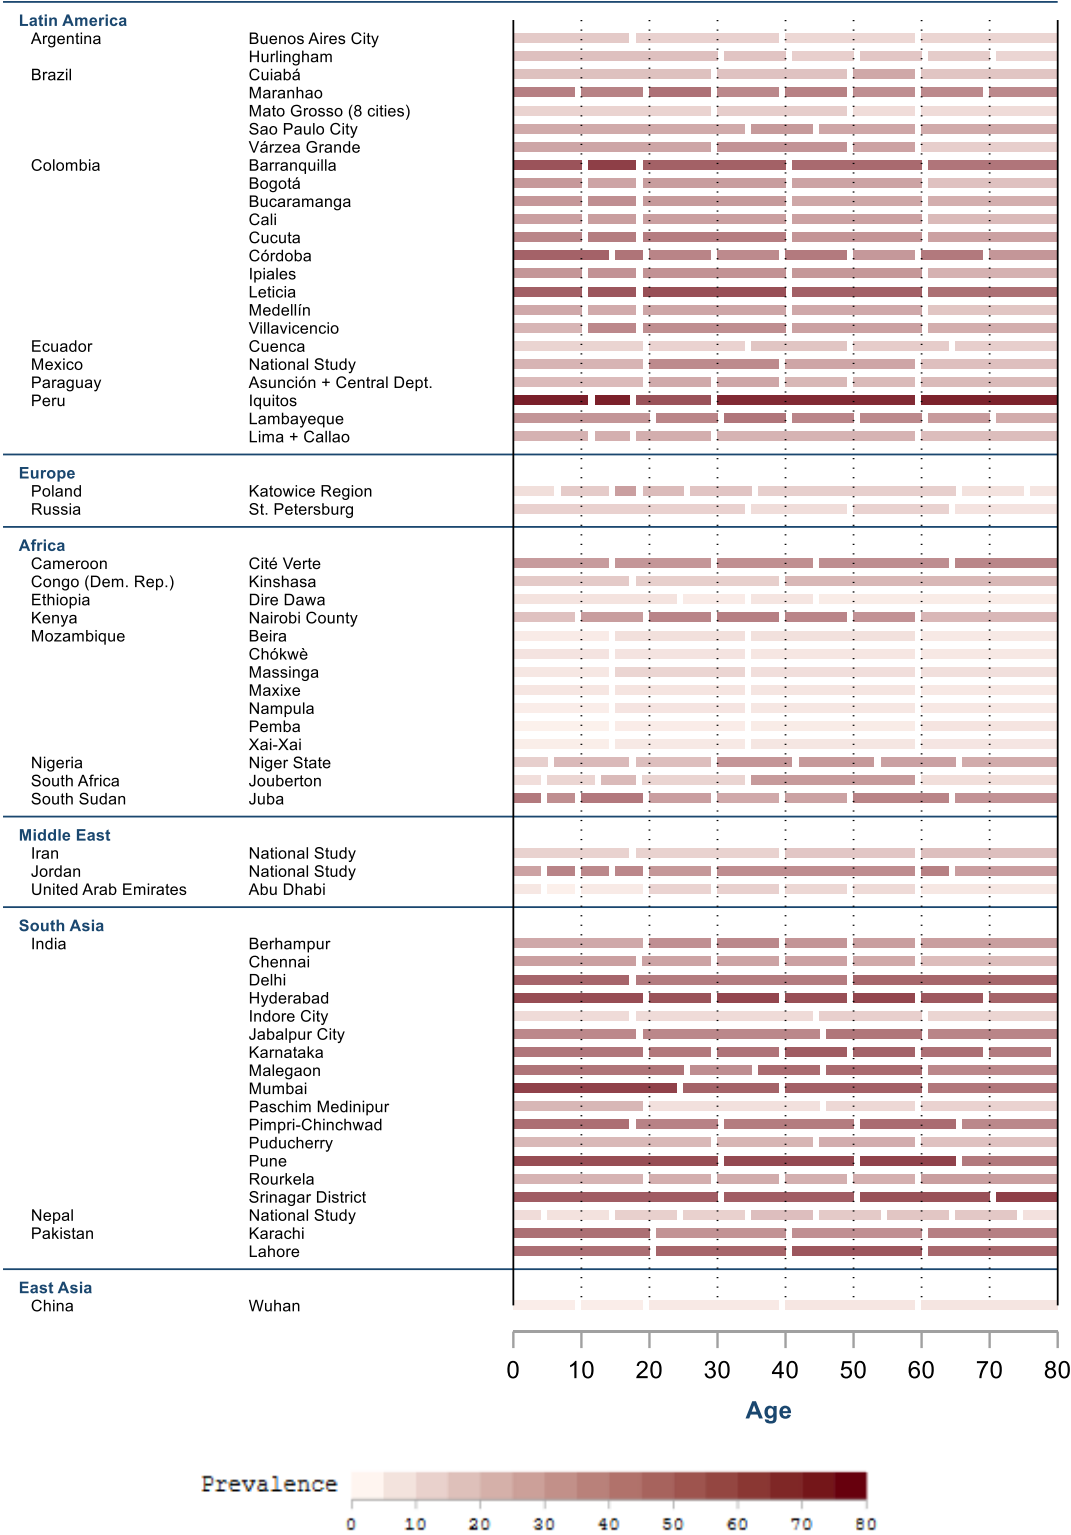 Latin America
Argentina Buenos Aires City
Hurlingham
Brazil Cuiabá
Maranhao
Mato Grosso (8 cities)
Sao Paulo City
Várzea Grande
Colombia Barranquilla
Bogotá
Bucaramanga
Cali
Cucuta
Córdoba
Ipiales
Leticia
Medellín
Villavicencio
Ecuador Cuenca
Mexico National Study
Paraguay Asunción + Central Dept.
Peru Iquitos
Lambayeque
Lima + Callao
Europe
Poland Katowice Region
Russia St. Petersburg
Africa
Cameroon Cité Verte
Congo (Dem. Rep.) Kinshasa
Ethiopia Dire Dawa
Kenya Nairobi County
Mozambique Beira
Chókwè
Massinga
Maxixe
Nampula
Pemba
Xai-Xai
Nigeria Niger State
South Africa Jouberton
South Sudan Juba
Middle East
Iran National Study
Jordan National Study
United Arab Emirates Abu Dhabi
South Asia
India Berhampur
Chennai
Delhi
Hyderabad
Indore City
Jabalpur City
Karnataka
Malegaon
Mumbai
Paschim Medinipur
Pimpri-Chinchwad
Puducherry
Pune
Rourkela
Srinagar District
Nepal National Study
Pakistan Karachi
Lahore
East Asia
China Wuhan
0 10 20 30 40 50 60 70 80
Age
Prevalence
0 10 20 30 40 50 60 70 80